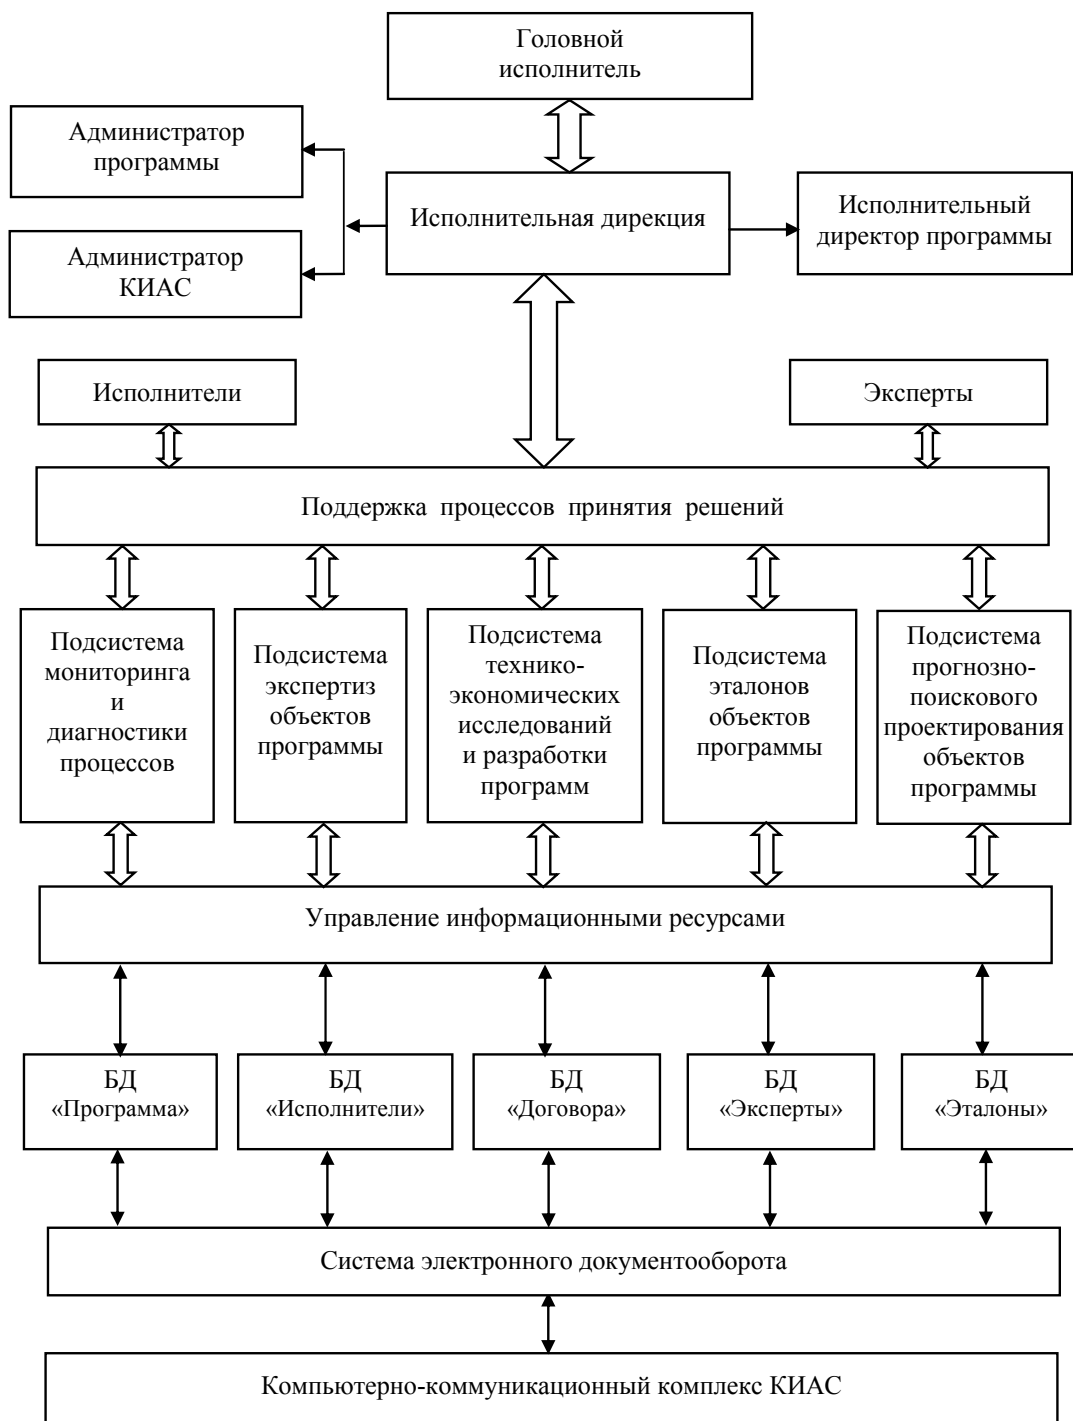 Головной
исполнитель
Администратор
программы
Исполнительная дирекция
Исполнительный
директор программы
Администратор
КИАС
Исполнители
Эксперты
Поддержка процессов принятия решений
Подсистема
мониторинга
и
диагностики
процессов
Подсистема
экспертиз
объектов
программы
Подсистема
технико-
экономических
исследований
и разработки
программ
Подсистема
эталонов
объектов
программы
Подсистема
прогнозно-
поискового
проектирования
объектов
программы
Управление информационными ресурсами
БД
«Программа»
БД
«Исполнители»
БД
«Договора»
БД
«Эксперты»
БД
«Эталоны»
Система электронного документооборота
Компьютерно-коммуникационный комплекс КИАС